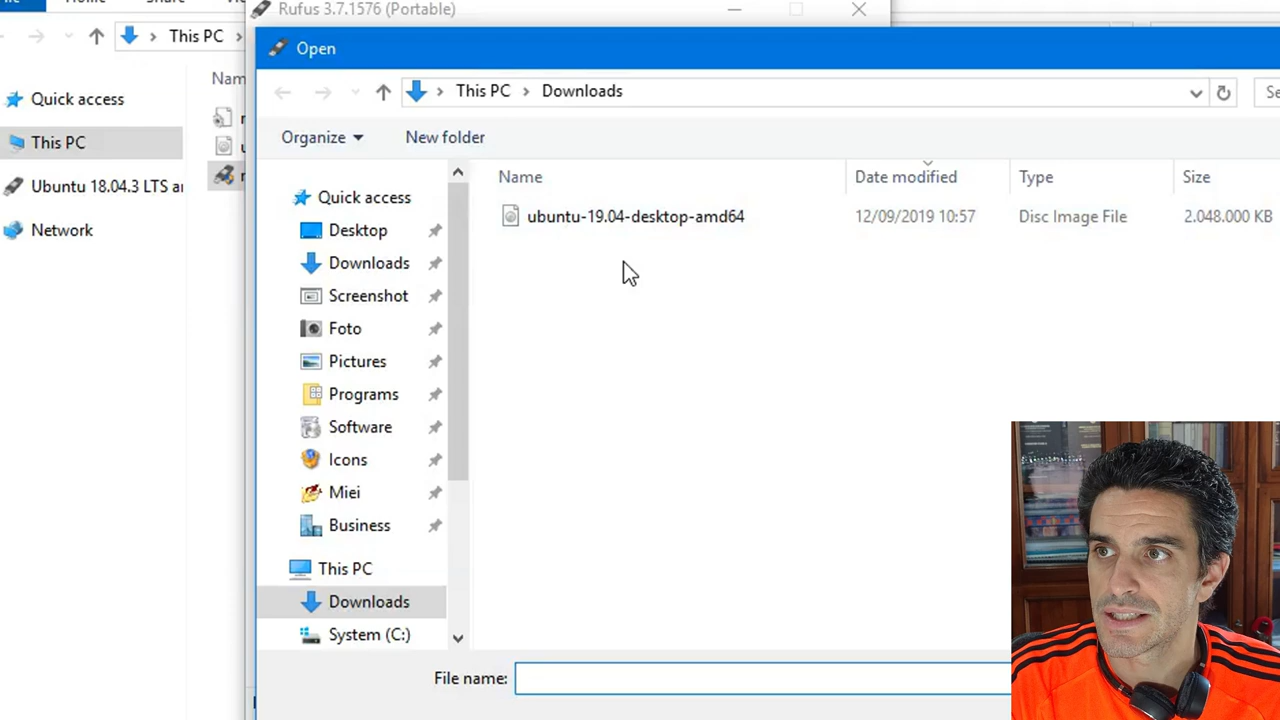 Rufus 3.7.1576 (Portable)
This PC
Nam
Quick access
This PC
Ubuntu 18.04.3 LTS ar
Network
Open
This PC
Downloads
Organize
New folder
Name
Date modified
Type
Size
ubuntu-19.04-desktop-amd64
12/09/2019 10:57
Disc Image File
2.048.000 KB
Quick access
Desktop
Downloads
Screenshot
Foto
Pictures
Programs
Software
Icons
Miei
Business
This PC
Downloads
System (C:)
File name: